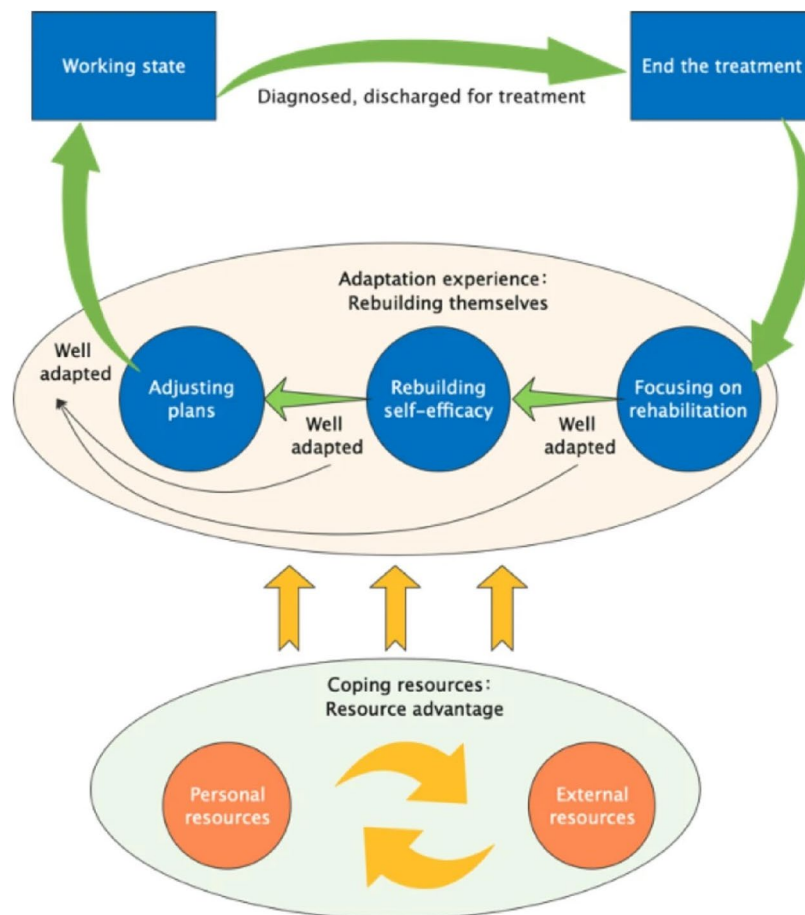 Working state
End the treatment
Diagnosed, discharged for treatment
Adaptation experience:
Rebuilding themselves
Well
adapted
Adjusting
plans
Rebuilding
self-efficacy
Focusing on
rehabilitation
Well
adapted
Well
adapted
Coping resources:
Resource advantage
Personal
resources
External
resources